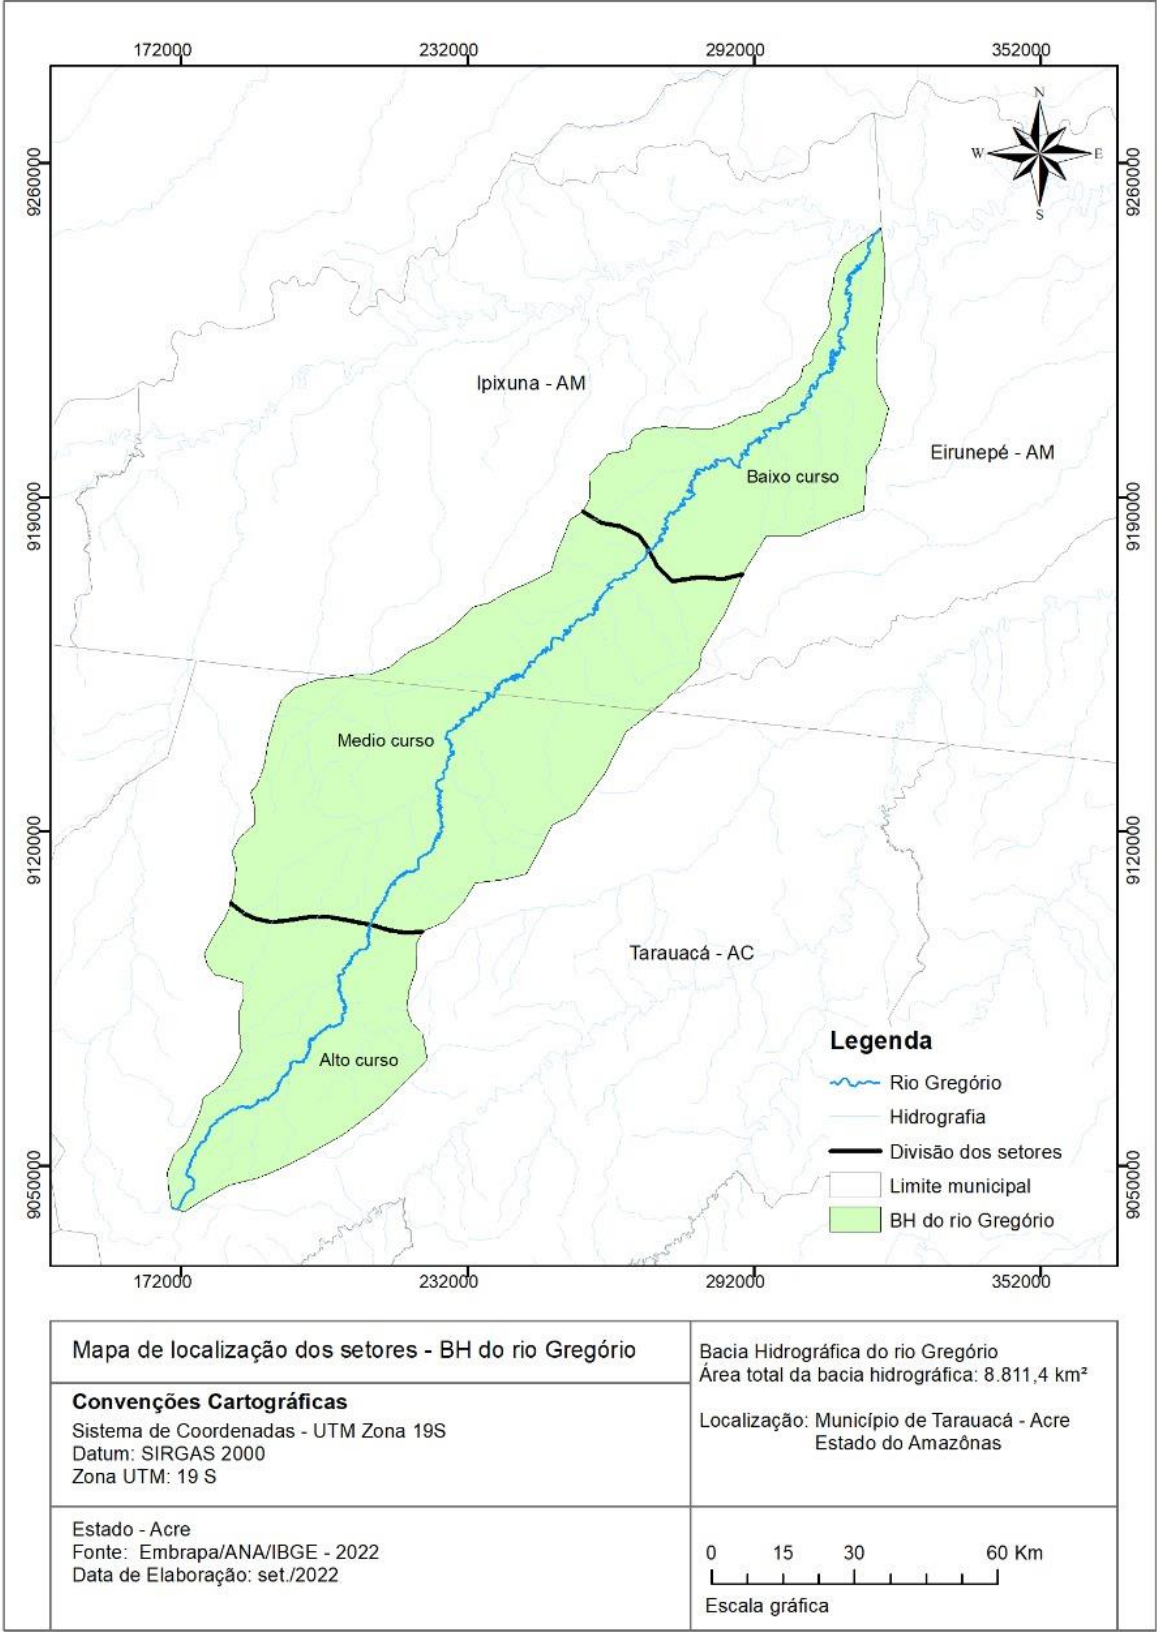 172000 232000 292000 352000
N
W E
S
9260000 9260000
Ipixuna - AM
Eirunepé - AM
Baixo curso
9190000 9190000
Medio curso
9120000 9120000
Tarauacá - AC
Alto curso
9050000 9050000
Legenda
Rio Gregório
Hidrografia
Divisão dos setores
Limite municipal
BH do rio Gregório
172000 232000 292000 352000
Mapa de localização dos setores - BH do rio Gregório
Convenções Cartográficas
Sistema de Coordenadas - UTM Zona 19S
Datum: SIRGAS 2000
Zona UTM: 19 S
Estado - Acre
Fonte: Embrapa/ANA/IBGE - 2022
Data de Elaboração: set./2022
Bacia Hidrográfica do rio Gregório
Área total da bacia hidrográfica: 8.811,4 km²
Localização: Município de Tarauacá - Acre
Estado do Amazônas
0 15 30 60 Km
Escala gráfica